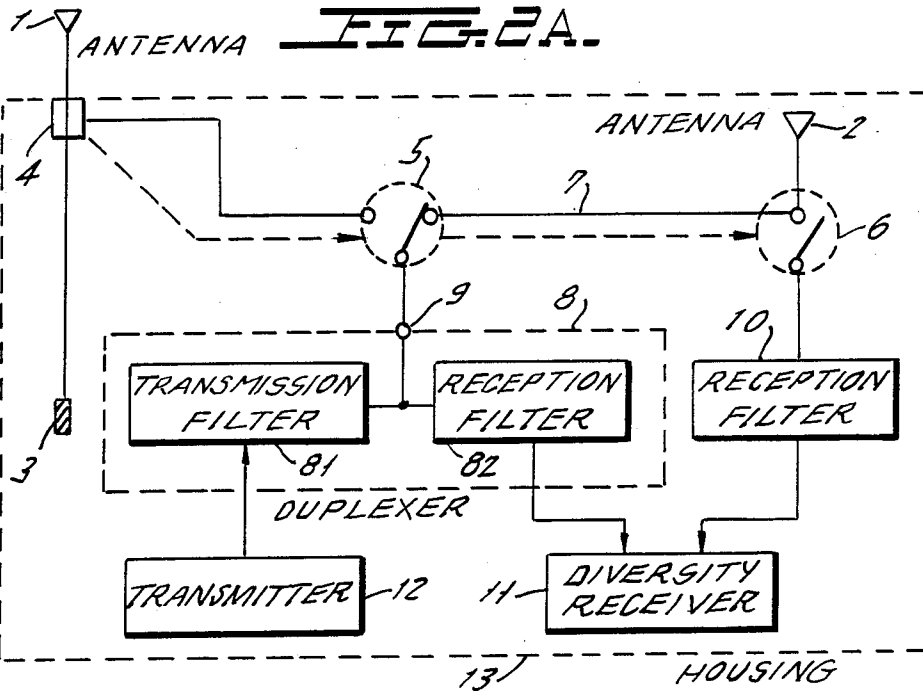 FIG. 2A.
1
ANTENNA
ANTENNA
2
4
5
7
6
9
8
10
TRANSMISSION
FILTER
RECEPTION
FILTER
RECEPTION
FILTER
3
81
82
DUPLEXER
TRANSMITTER
12
11
DIVERSITY
RECEIVER
13
HOUSING